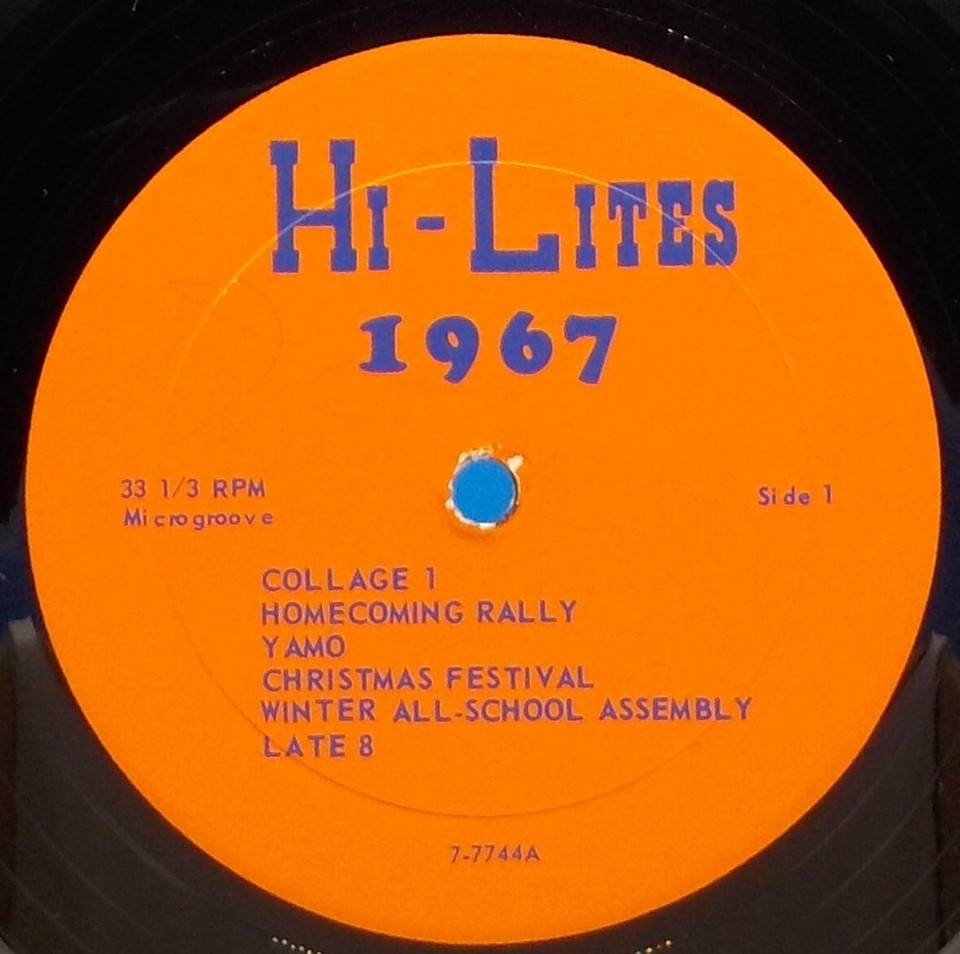 HI-LITES
1967
33 1/3 RPM
Microgroove
Side 1
COLLAGE 1
HOMECOMING RALLY
YAMO
CHRISTMAS FESTIVAL
WINTER ALL-SCHOOL ASSEMBLY
LATE 8
7-7744A